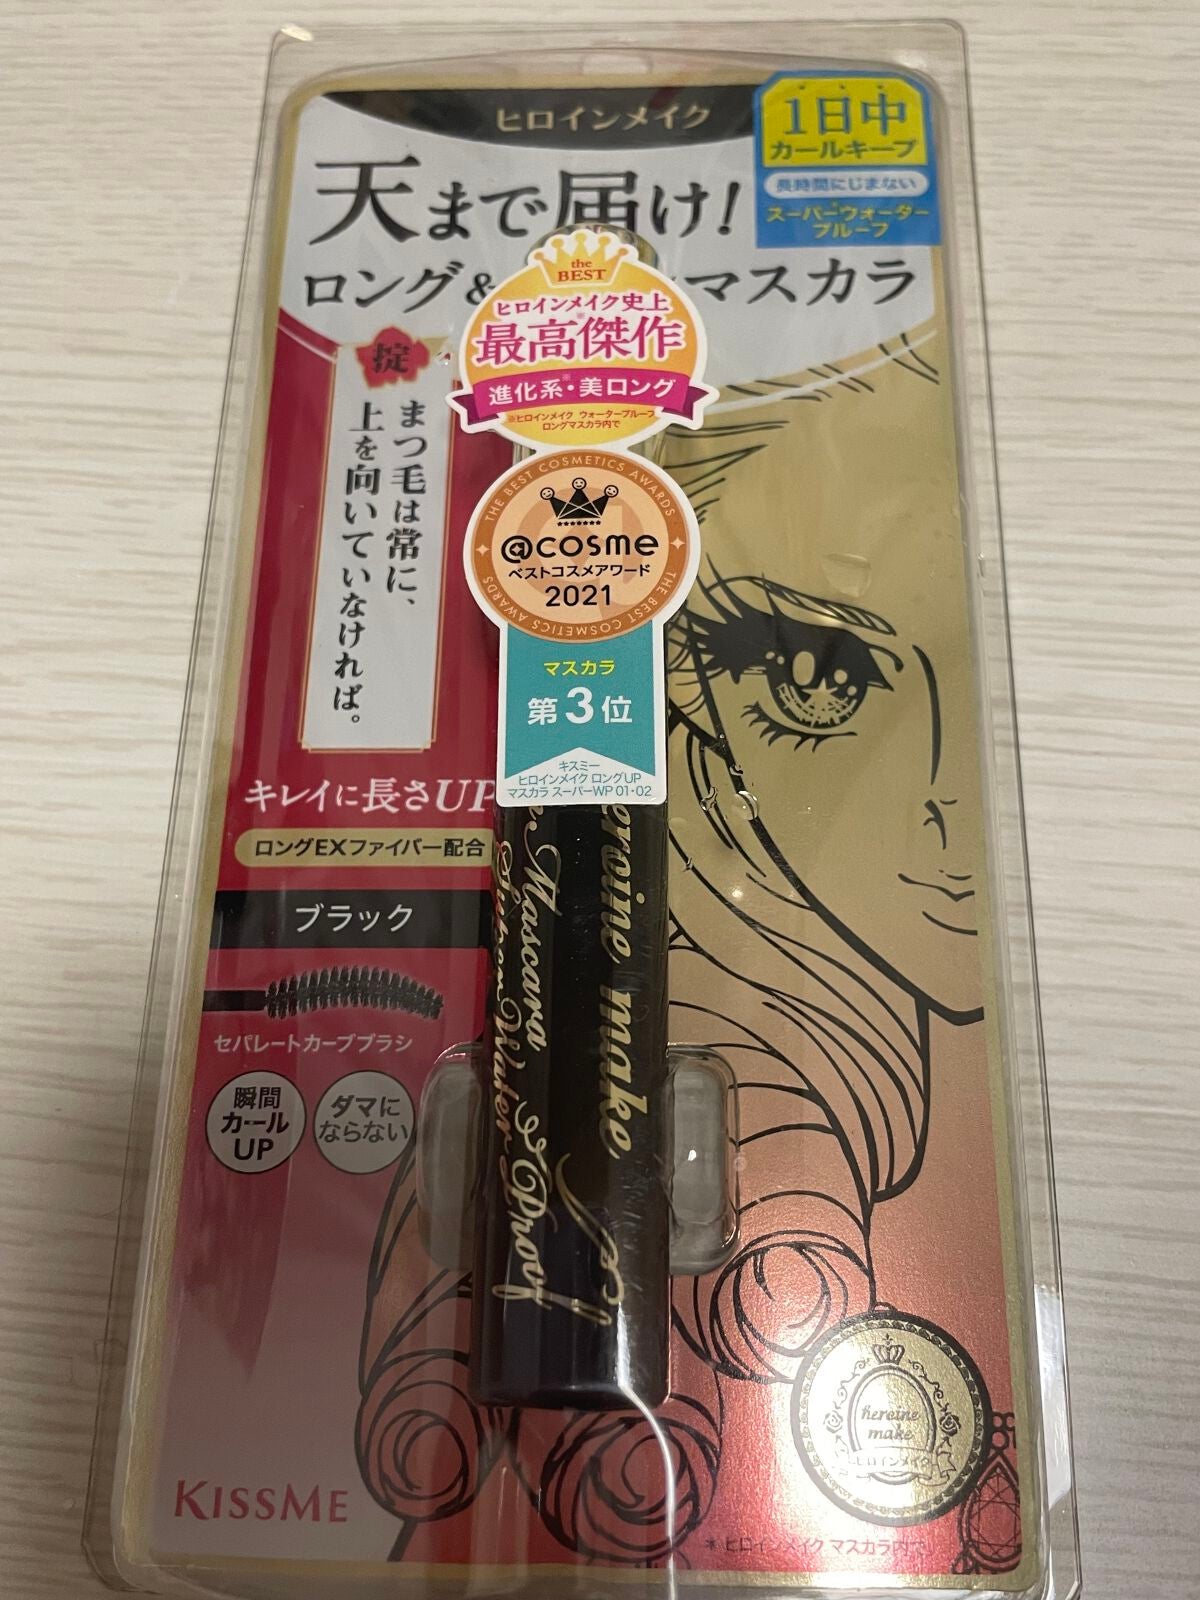 ヒロインメイク
1日中
カールキープ
長時間にじまない
スーパーウォーター
プルーフ
天まで届け!
ロング& マスカラ
the
BEST
ヒロインメイク史上
最高傑作※
進化系※・美ロング
※ヒロインメイク ウォータープルーフ
ロングマスカラ内で
掟
まつ毛は常に、
上を向いていなければ。
THE BEST COSMETICS AWARDS
@cosme
ベストコスメアワード
2021
THE BEST COSMETICS AWARDS
マスカラ
第3位
キスミー
ヒロインメイク ロングUP
マスカラ スーパーWP 01・02
キレイに長さUP
ロングEXファイバー配合
ブラック
セパレートカーブブラシ
瞬間
カールUP
ダマに
ならない
eroine make
Mascara
Super WaterProof
heroine
make
ヒロインメイク
KISSME
＊ ヒロインメイク マスカラ内で